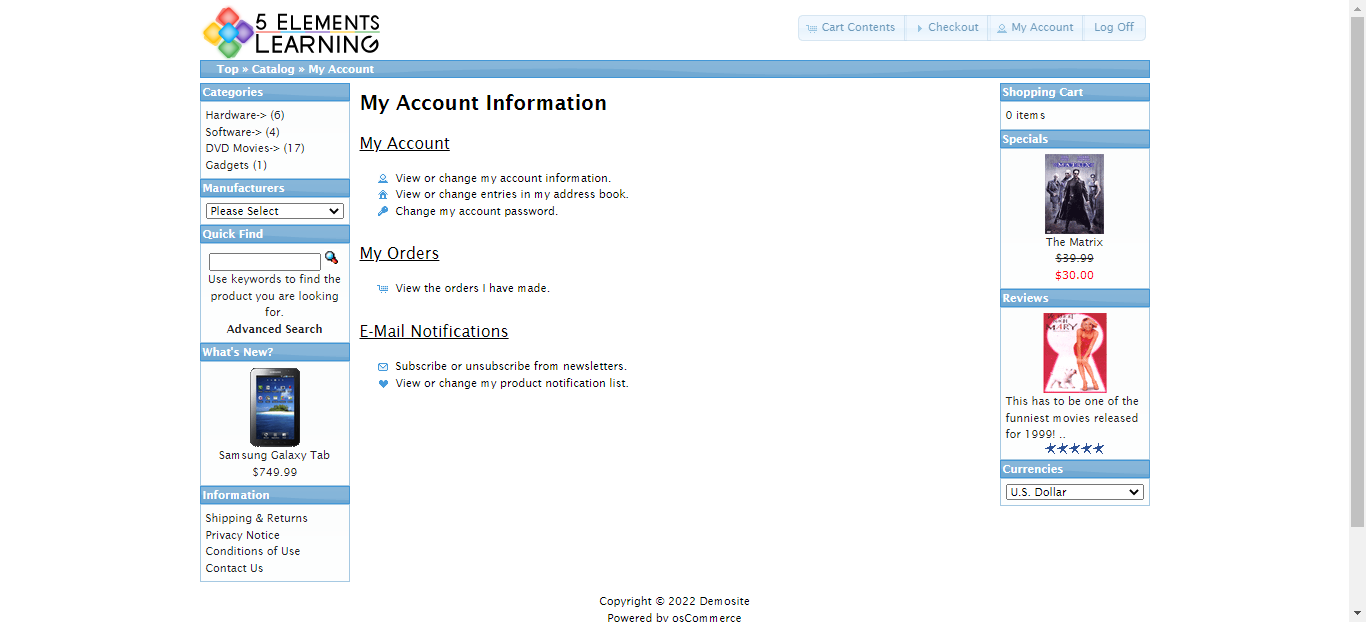 5 ELEMENTS
LEARNING
Cart Contents
Checkout
My Account
Log Off
Top » Catalog » My Account
Categories
Hardware-> (6)
Software-> (4)
DVD Movies-> (17)
Gadgets (1)
Manufacturers
Please Select
Quick Find
Use keywords to find the
product you are looking
for.
Advanced Search
What's New?
Samsung Galaxy Tab
$749.99
Information
Shipping & Returns
Privacy Notice
Conditions of Use
Contact Us
My Account Information
My Account
View or change my account information.
View or change entries in my address book.
Change my account password.
My Orders
View the orders I have made.
E-Mail Notifications
Subscribe or unsubscribe from newsletters.
View or change my product notification list.
Shopping Cart
0 items
Specials
MATRIX
The Matrix
$39.99
$30.00
Reviews
MARY
This has to be one of the
funniest movies released
for 1999! ..
Currencies
U.S. Dollar
Copyright © 2022 Demosite
Powered by osCommerce